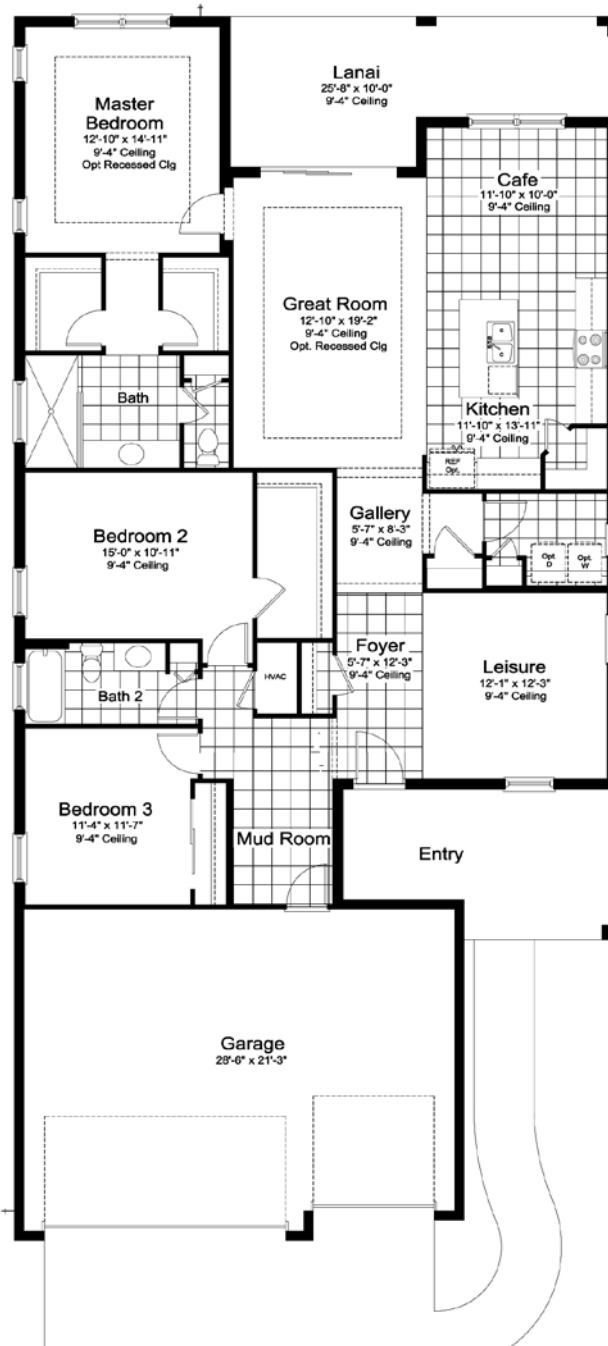 Lanai
25'-8" x 10'-0"
9'-4" Ceiling
Master
Bedroom
12'-10" x 14'-11"
9'-4" Ceiling
Opt Recessed Clg
Cafe
11'-10" x 10'-0"
9'-4" Ceiling
Great Room
12'-10" x 19'-2"
9'-4" Ceiling
Opt. Recessed Clg
Bath
Kitchen
11'-10" x 13'-11"
9'-4" Ceiling
REF
Opt.
Gallery
5'-7" x 8'-3"
9'-4" Ceiling
Bedroom 2
15'-0" x 10'-11"
9'-4" Ceiling
Opt.
D
Opt.
W
Foyer
5'-7" x 12'-3"
9'-4" Ceiling
Leisure
12'-1" x 12'-3"
9'-4" Ceiling
HVAC
Bath 2
Bedroom 3
11'-4" x 11'-7"
9'-4" Ceiling
Mud Room
Entry
Garage
28'-6" x 21'-3"